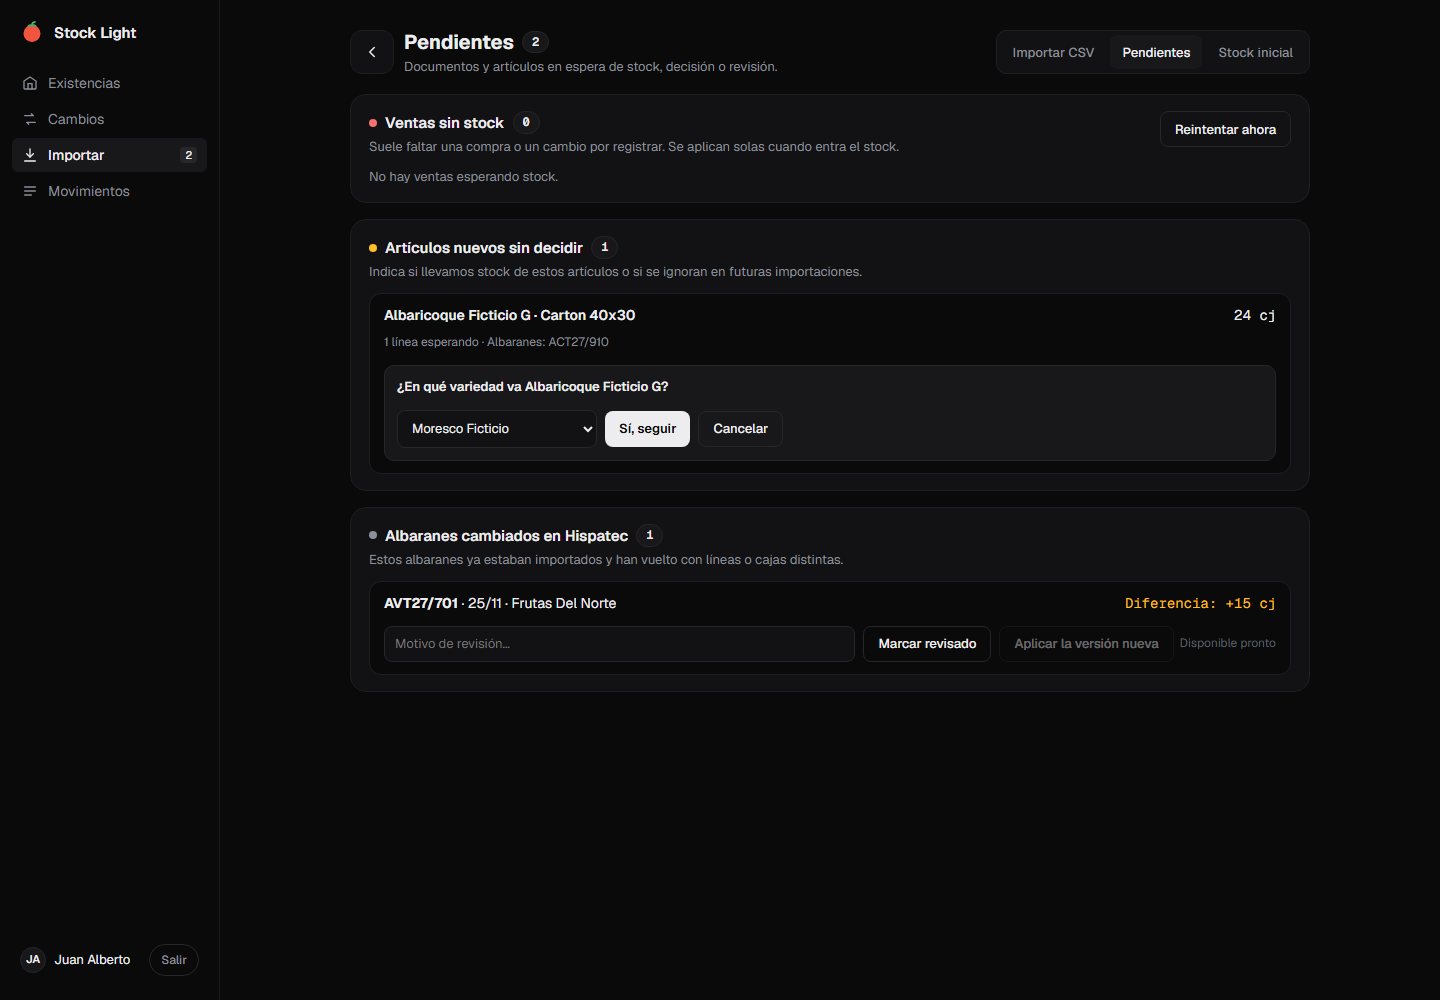 Stock Light
Existencias
Cambios
Importar 2
Movimientos
JA Juan Alberto Salir
Pendientes 2
Documentos y artículos en espera de stock, decisión o revisión.
Importar CSV Pendientes Stock inicial
Ventas sin stock 0
Suele faltar una compra o un cambio por registrar. Se aplican solas cuando entra el stock.
Reintentar ahora
No hay ventas esperando stock.
Artículos nuevos sin decidir 1
Indica si llevamos stock de estos artículos o si se ignoran en futuras importaciones.
Albaricoque Ficticio G · Carton 40x30 24 cj
1 línea esperando · Albaranes: ACT27/910
¿En qué variedad va Albaricoque Ficticio G?
Moresco Ficticio Sí, seguir Cancelar
Albaranes cambiados en Hispatec 1
Estos albaranes ya estaban importados y han vuelto con líneas o cajas distintas.
AVT27/701 · 25/11 · Frutas Del Norte Diferencia: +15 cj
Motivo de revisión... Marcar revisado Aplicar la versión nueva Disponible pronto